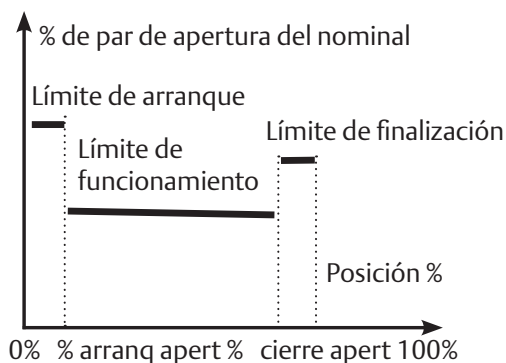 % de par de apertura del nominal
Límite de arranque
Límite de finalización
Límite de
funcionamiento
Posición %
0% % arranq apert % cierre apert 100%